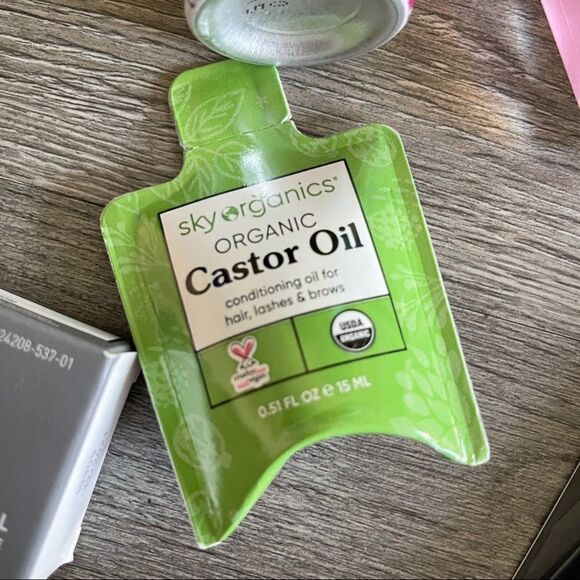 sky organics
ORGANIC
Castor Oil
conditioning oil for
hair, lashes & brows
USDA
ORGANIC
cruelty
0.51 FL OZ e 15 ML
24208-537-01